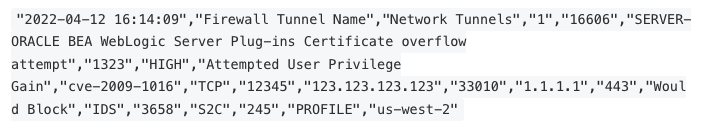 "2022-04-12 16:14:09","Firewall Tunnel Name","Network Tunnels","1","16606","SERVER-
ORACLE BEA WebLogic Server Plug-ins Certificate overflow
attempt","1323","HIGH","Attempted User Privilege
Gain","cve-2009-1016","TCP","12345","123.123.123.123","33010","1.1.1.1","443","Woul
d Block","IDS","3658","S2C","245","PROFILE","us-west-2"